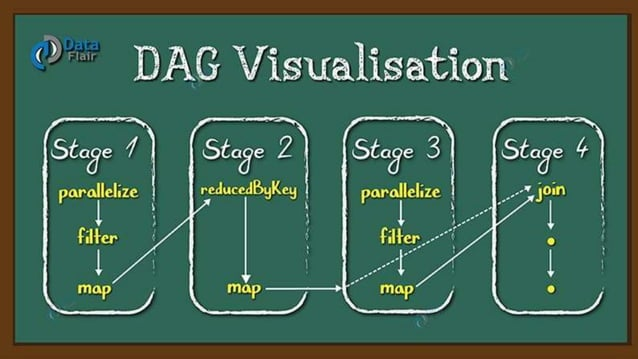 Data
Flair
DAG Visualisation
Stage 1
parallelize
filter
map
Stage 2
reducedByKey
map
Stage 3
parallelize
filter
map
Stage 4
join